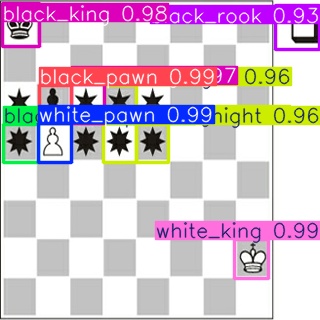 black_king 0.98
ack_rook 0.93
black_pawn 0.99
97
0.96
blac
white_pawn 0.99
night 0.96
white_king 0.99